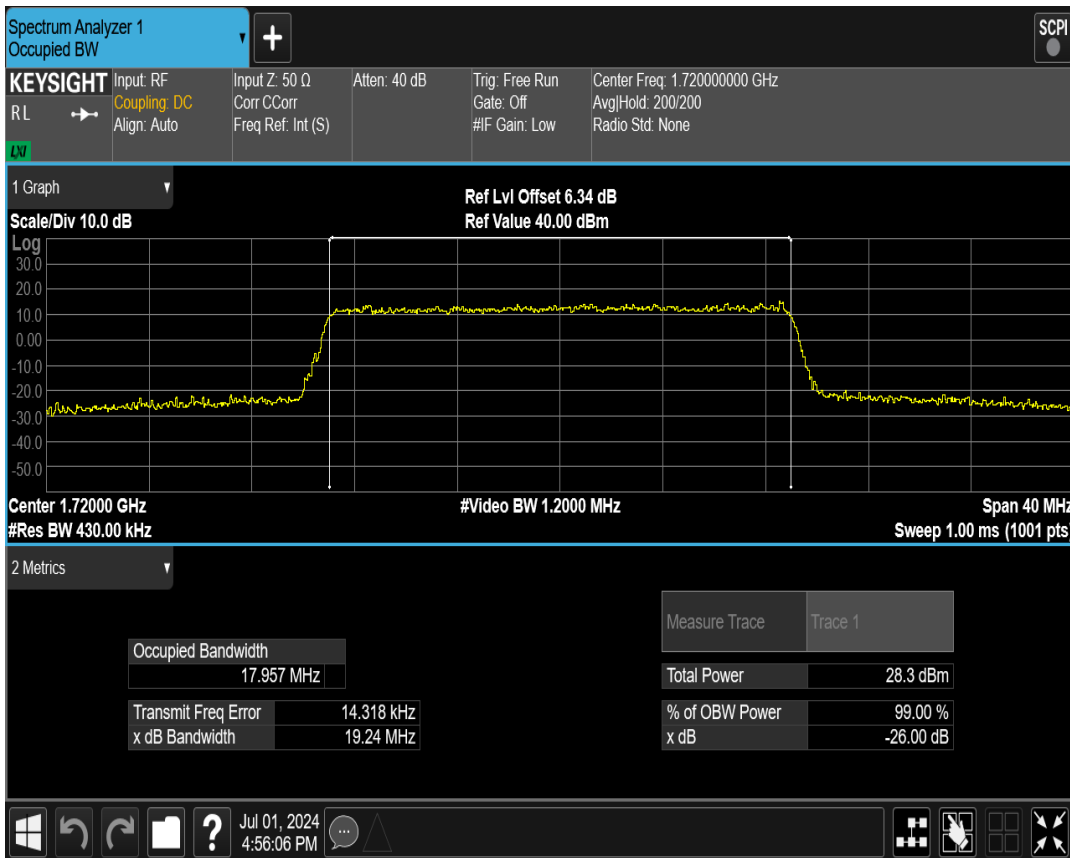 Spectrum Analyzer 1
Occupied BW
▼
+
SCPI
KEYSIGHT
RL
LXI
Input: RF
Coupling: DC
Align: Auto
Input Z: 50 Ω
Corr CCorr
Freq Ref: Int (S)
Atten: 40 dB
Trig: Free Run
Gate: Off
#IF Gain: Low
Center Freq: 1.720000000 GHz
Avg|Hold: 200/200
Radio Std: None
1 Graph ▼
Ref Lvl Offset 6.34 dB
Scale/Div 10.0 dB
Ref Value 40.00 dBm
Log
30.0
20.0
10.0
0.00
-10.0
-20.0
-30.0
-40.0
-50.0
Center 1.72000 GHz
#Video BW 1.2000 MHz
Span 40 MHz
#Res BW 430.00 kHz
Sweep 1.00 ms (1001 pts)
2 Metrics ▼
Measure Trace Trace 1
Occupied Bandwidth
17.957 MHz
Total Power 28.3 dBm
Transmit Freq Error 14.318 kHz
% of OBW Power 99.00 %
x dB Bandwidth 19.24 MHz
x dB -26.00 dB
?
Jul 01, 2024
4:56:06 PM